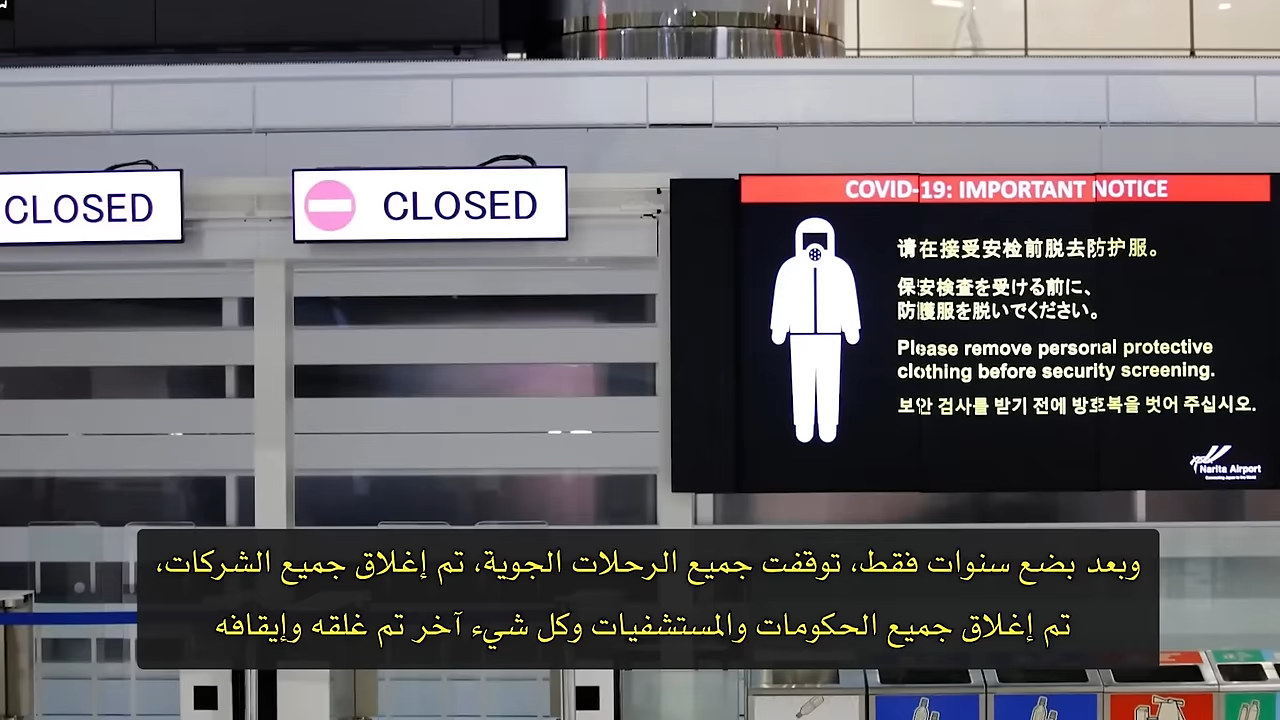 CLOSED
CLOSED
COVID-19: IMPORTANT NOTICE
请在接受安检前脱去防护服。
保安検査を受ける前に、
防護服を脱いでください。
Please remove personal protective
clothing before security screening.
보안 검사를 받기 전에 방호복을 벗어 주십시오.
Narita Airport
وبعد بضع سنوات فقط، توقفت جميع الرحلات الجوية، تم إغلاق جميع الشركات،
تم إغلاق جميع الحكومات والمستشفيات وكل شيء آخر تم غلقه وإيقافه